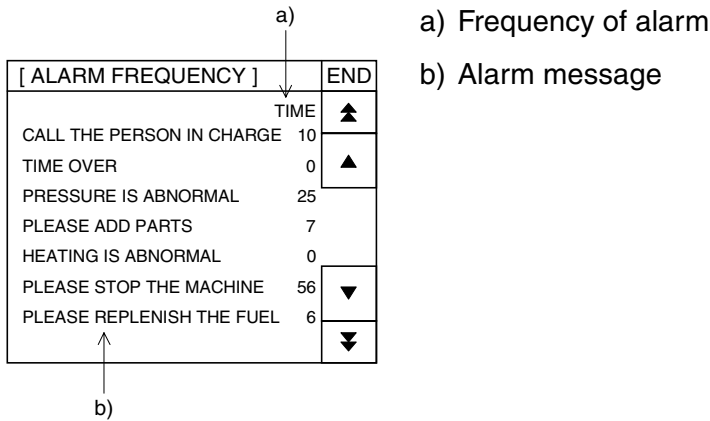 a)
a) Frequency of alarm
b) Alarm message
[ ALARM FREQUENCY ] END
TIME
CALL THE PERSON IN CHARGE 10
TIME OVER 0
PRESSURE IS ABNORMAL 25
PLEASE ADD PARTS 7
HEATING IS ABNORMAL 0
PLEASE STOP THE MACHINE 56
PLEASE REPLENISH THE FUEL 6
b)